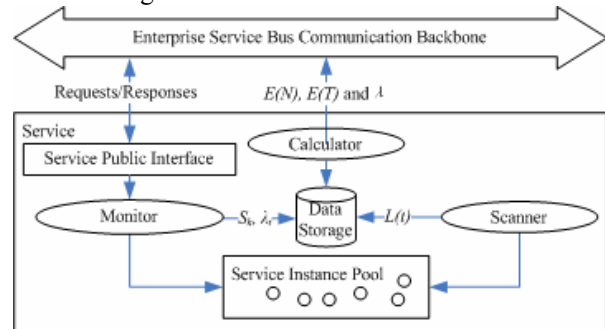 Enterprise Service Bus Communication Backbone
Requests/Responses
E(N), E(T) and λ
Service
Service Public Interface
Calculator
Monitor
Sk, λt
Data
Storage
L(t)
Scanner
Service Instance Pool